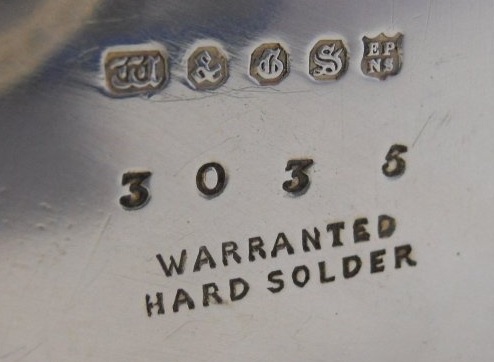 W & G S EP NS
3 0 3 5
WARRANTED
HARD SOLDER